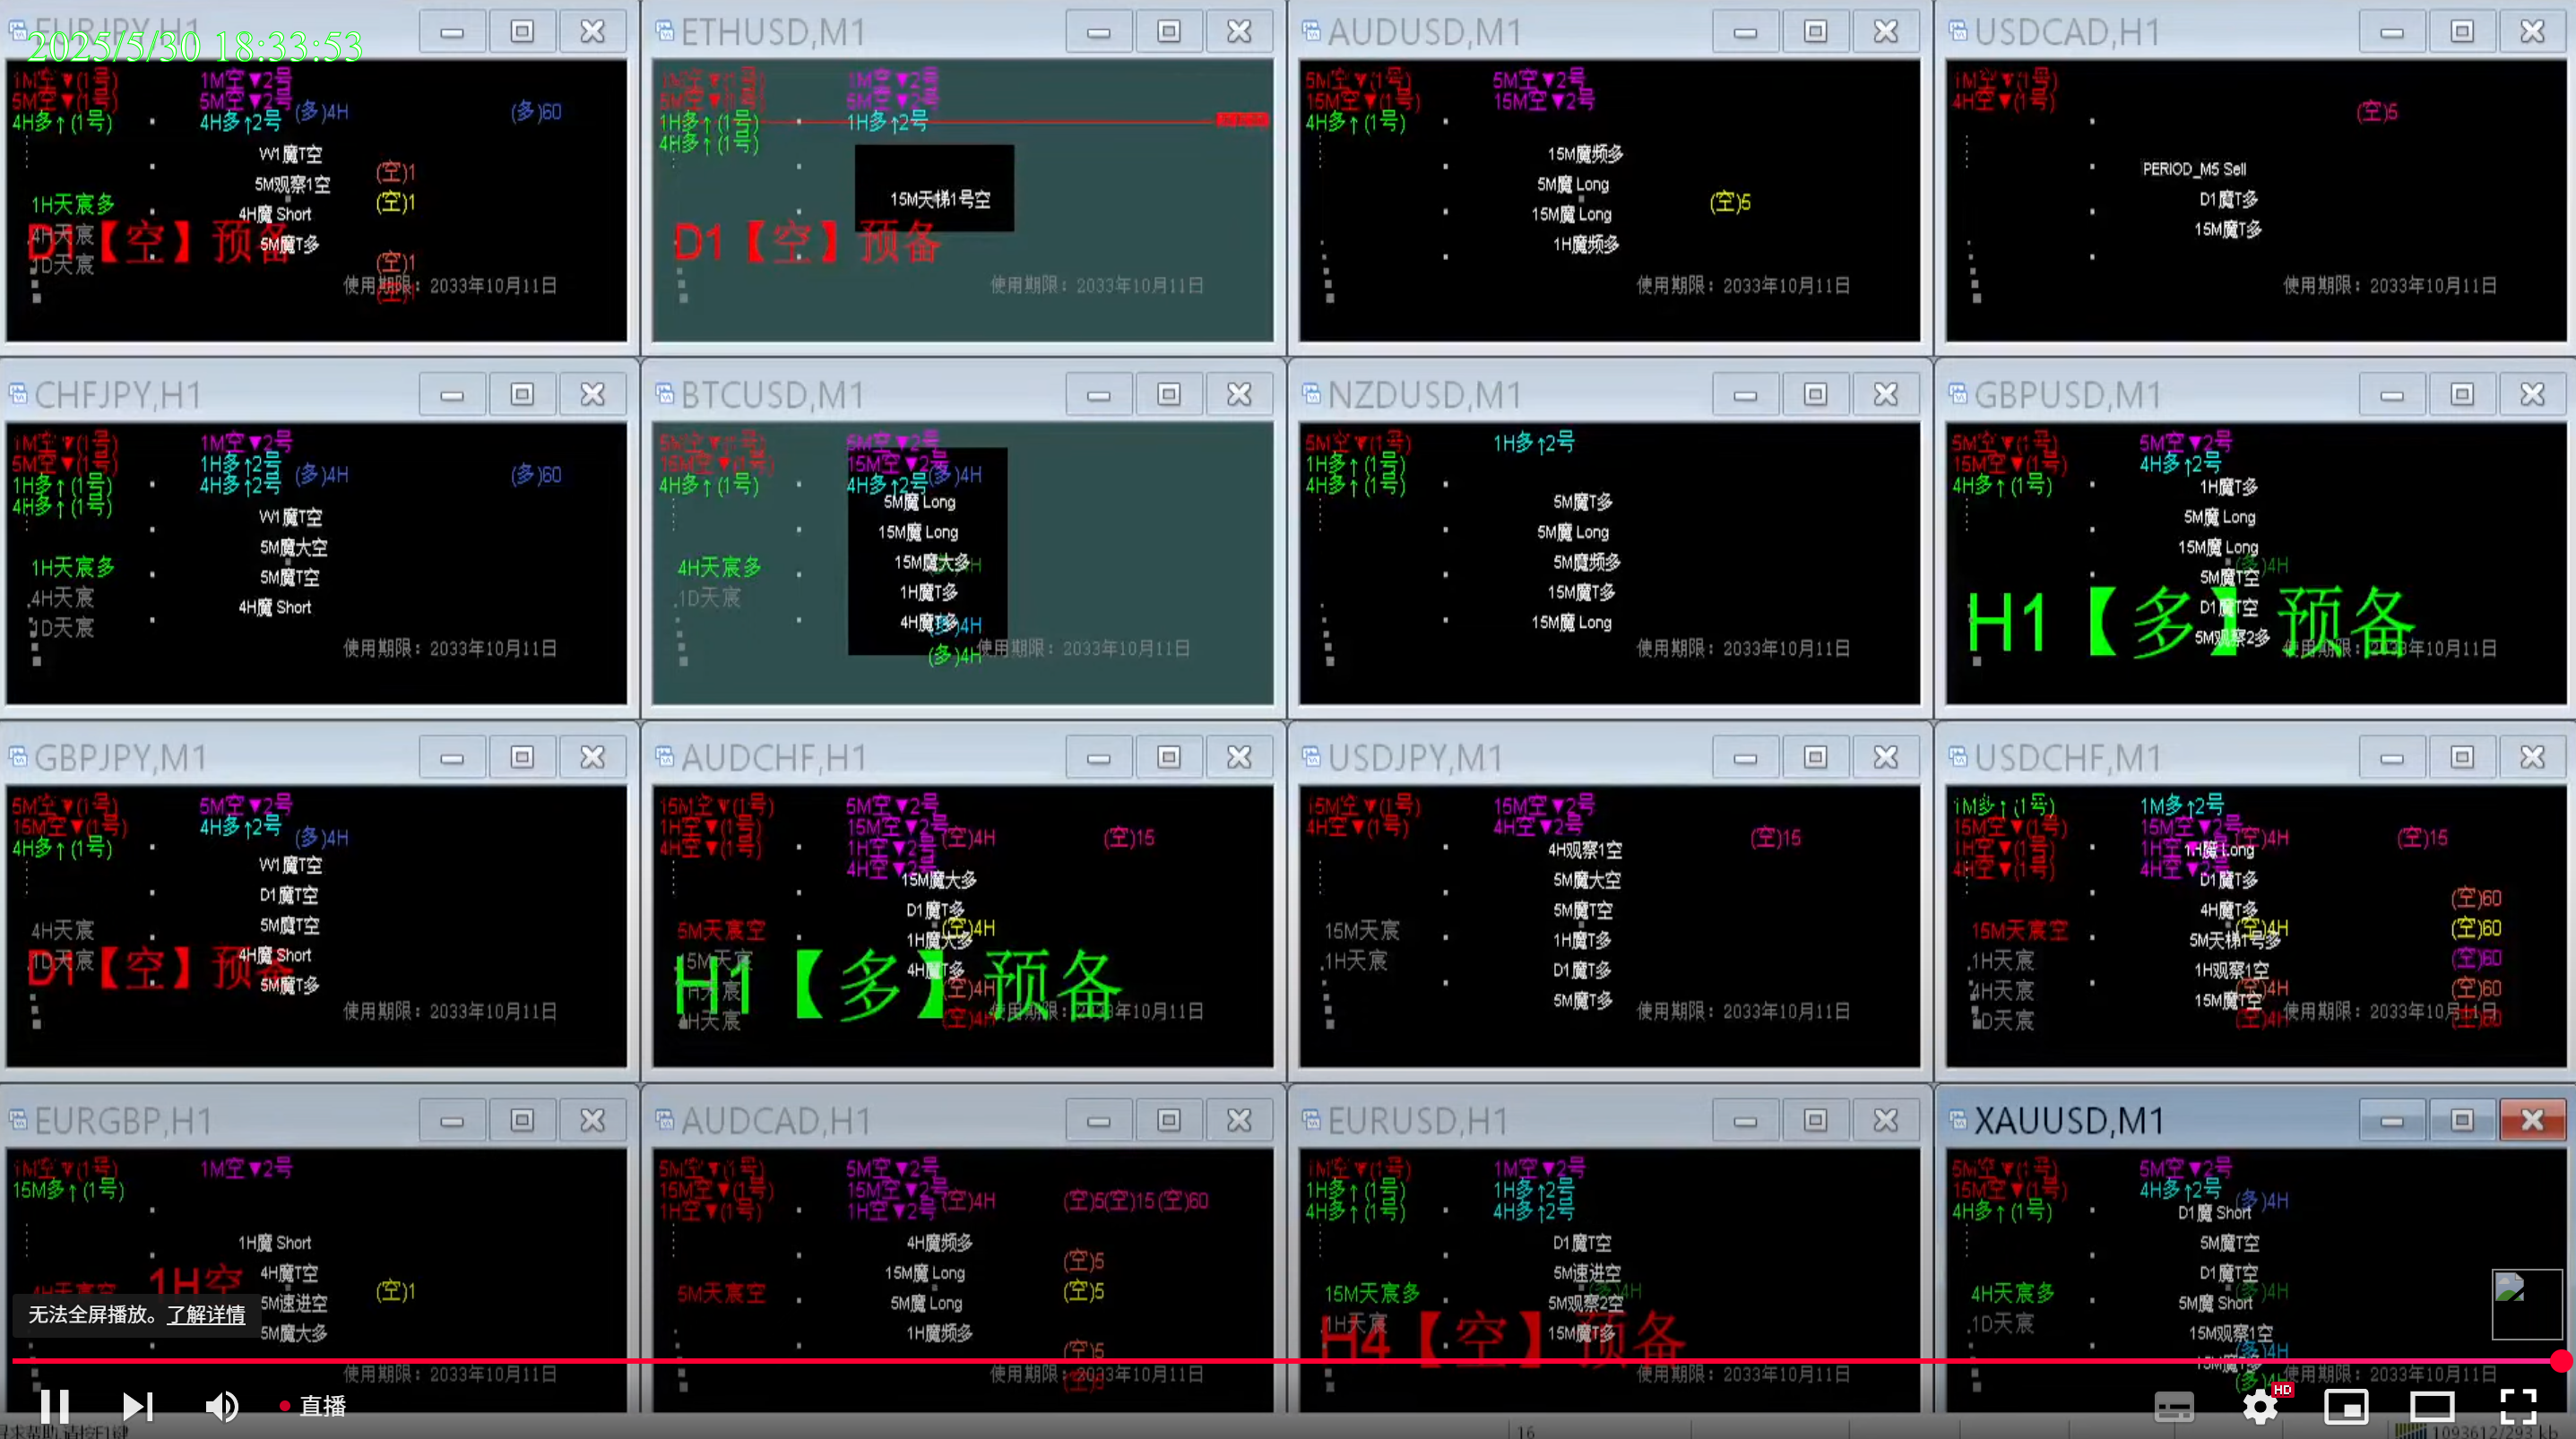 EURJPY,H1
2025/5/30 18:33:53
1M空▼(1号) 1M空▼2号
5M空▼(1号) 5M空▼2号 (多)4H (多)60
4H多↑(1号) 4H多↑2号
W1魔T空
(空)1
5M观察1空
1H天宸多 (空)1
4H魔 Short
4H天宸
D1【空】预备
5M魔T多
1D天宸 (空)1
使用期限：2033年10月11日
ETHUSD,M1
1M空▼(1号) 1M空▼2号
5M空▼(1号) 5M空▼2号
1H多↑(1号) 1H多↑2号
4H多↑(1号)
15M天梯1号空
D1【空】预备
使用期限：2033年10月11日
AUDUSD,M1
5M空▼(1号) 5M空▼2号
15M空▼(1号) 15M空▼2号
4H多↑(1号)
15M魔频多
5M魔 Long
(空)5
15M魔 Long
1H魔频多
使用期限：2033年10月11日
USDCAD,H1
1M空▼(1号)
4H空▼(1号) (空)5
PERIOD_M5 Sell
D1魔T多
15M魔T多
使用期限：2033年10月11日
CHFJPY,H1
1M空▼(1号) 1M空▼2号
5M空▼(1号) 1H多↑2号 (多)4H (多)60
1H多↑(1号) 4H多↑2号
4H多↑(1号)
W1魔T空
5M魔大空
1H天宸多
5M魔T空
4H天宸
4H魔 Short
1D天宸
使用期限：2033年10月11日
BTCUSD,M1
5M空▼(1号) 5M空▼2号
15M空▼(1号) 15M空▼2号 (多)4H
4H多↑(1号) 4H多↑2号
5M魔 Long
15M魔 Long
4H天宸多 15M魔大多
1D天宸 1H魔T多
4H魔T多 (多)4H
(多)4H
使用期限：2033年10月11日
NZDUSD,M1
5M空▼(1号) 1H多↑2号
1H多↑(1号)
4H多↑(1号)
5M魔T多
5M魔 Long
5M魔频多
15M魔T多
15M魔 Long
使用期限：2033年10月11日
GBPUSD,M1
5M空▼(1号) 5M空▼2号
15M空▼(1号) 4H多↑2号
4H多↑(1号) 1H魔T多
5M魔 Long
15M魔 Long
(多)4H
5M魔T空
D1魔T空
H1【多】预备
5M观察2多
使用期限：2033年10月11日
GBPJPY,M1
5M空▼(1号) 5M空▼2号
15M空▼(1号) 4H多↑2号 (多)4H
4H多↑(1号)
W1魔T空
D1魔T空
4H天宸 5M魔T空
4H魔 Short
D1【空】预备
1D天宸
5M魔T多
使用期限：2033年10月11日
AUDCHF,H1
15M空▼(1号) 5M空▼2号
1H空▼(1号) 15M空▼2号 (空)4H (空)15
4H空▼(1号) 1H空▼2号
4H空▼2号
15M魔大多
D1魔T多
5M天宸空 (空)4H
1H魔大多
15M天宸
4H魔T多
H1【多】预备
1H天宸 (空)4H
4H天宸 (空)4H
使用期限：2033年10月11日
USDJPY,M1
15M空▼(1号) 15M空▼2号
4H空▼(1号) 4H空▼2号 (空)15
4H观察1空
5M魔大空
5M魔T空
15M天宸
1H魔T多
1H天宸
D1魔T多
5M魔T多
使用期限：2033年10月11日
USDCHF,M1
1M多↑(1号) 1M多↑2号
15M空▼(1号) 15M空▼2号 (空)4H (空)15
1H空▼(1号) 1H空▼2号
1H魔 Long
4H空▼(1号) 4H空▼2号
D1魔T多
(空)60
4H魔T多
15M天宸空 (空)4H (空)60
5M天梯1号多
1H天宸 (空)60
1H观察1空
4H天宸 (空)4H (空)60
15M魔T空
1D天宸 (空)4H (空)60
使用期限：2033年10月11日
EURGBP,H1
1M空▼(1号) 1M空▼2号
15M多↑(1号)
1H魔 Short
1H空
4H魔T空
4H天宸空 (空)1
5M速进空
5M魔大多
使用期限：2033年10月11日
AUDCAD,H1
5M空▼(1号) 5M空▼2号
15M空▼(1号) 15M空▼2号 (空)4H (空)5(空)15(空)60
1H空▼(1号) 1H空▼2号
4H魔频多
(空)5
15M魔 Long
5M天宸空 (空)5
5M魔 Long
1H魔频多
(空)5
使用期限：2033年10月11日
EURUSD,H1
1M空▼(1号) 1M空▼2号
1H多↑(1号) 1H多↑2号
4H多↑(1号) 4H多↑2号
D1魔T空
5M速进空
15M天宸多 (多)4H
5M观察2空
1H天宸
H4【空】预备
15M魔T多
XAUUSD,M1
5M空▼(1号) 5M空▼2号
15M空▼(1号) 4H多↑2号 (多)4H
4H多↑(1号) D1魔 Short
5M魔T空
D1魔T空
4H天宸多 (多)4H
5M魔 Short
1D天宸
15M观察1空
(多)4H
15M魔T多
使用期限：2033年10月11日
无法全屏播放。了解详情
直播
HD
16
1093612/293 kb